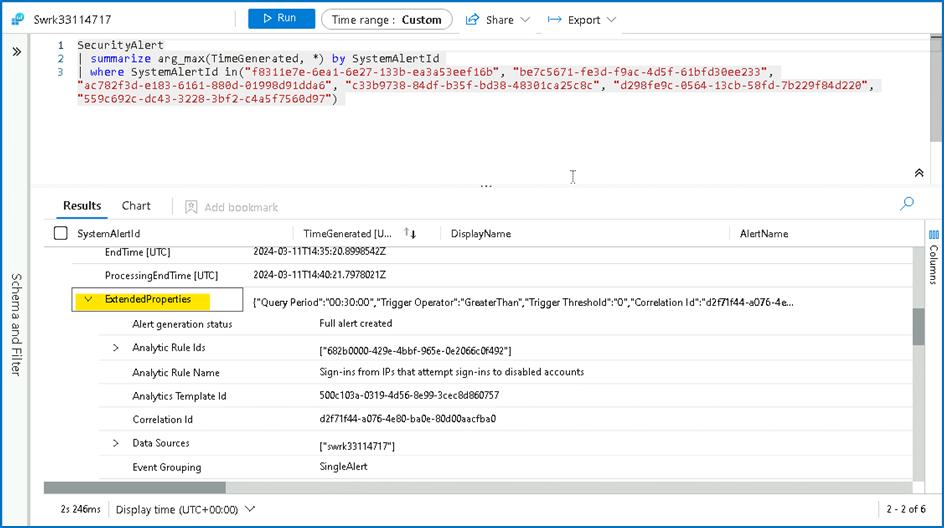 Swrk33114717
Run
Time range : Custom
Share
Export
1 SecurityAlert
2 | summarize arg_max(TimeGenerated, *) by SystemAlertId
3 | where SystemAlertId in("f8311e7e-6ea1-6e27-133b-ea3a53eef16b", "be7c5671-fe3d-f9ac-4d5f-61bfd30ee233",
"ac782f3d-e183-6161-880d-01998d91dda6", "c33b9738-84df-b35f-bd38-48301ca25c8c", "d298fe9c-0564-13cb-58fd-7b229f84d220",
"559c692c-dc43-3228-3bf2-c4a5f7560d97")
Results Chart Add bookmark
SystemAlertId TimeGenerated [U... DisplayName AlertName
EndTime [UTC] 2024-03-11T14:35:20.8998542Z
ProcessingEndTime [UTC] 2024-03-11T14:40:21.7978021Z
ExtendedProperties {"Query Period":"00:30:00","Trigger Operator":"GreaterThan","Trigger Threshold":"0","Correlation Id":"d2f71f44-a076-4e...
Alert generation status Full alert created
Analytic Rule Ids ["682b0000-429e-4bbf-965e-0e2066c0f492"]
Analytic Rule Name Sign-ins from IPs that attempt sign-ins to disabled accounts
Analytics Template Id 500c103a-0319-4d56-8e99-3cec8d860757
Correlation Id d2f71f44-a076-4e80-ba0e-80d00aacfba0
Data Sources ["swrk33114717"]
Event Grouping SingleAlert
2s 246ms Display time (UTC+00:00) 2 - 2 of 6
Schema and Filter
Columns